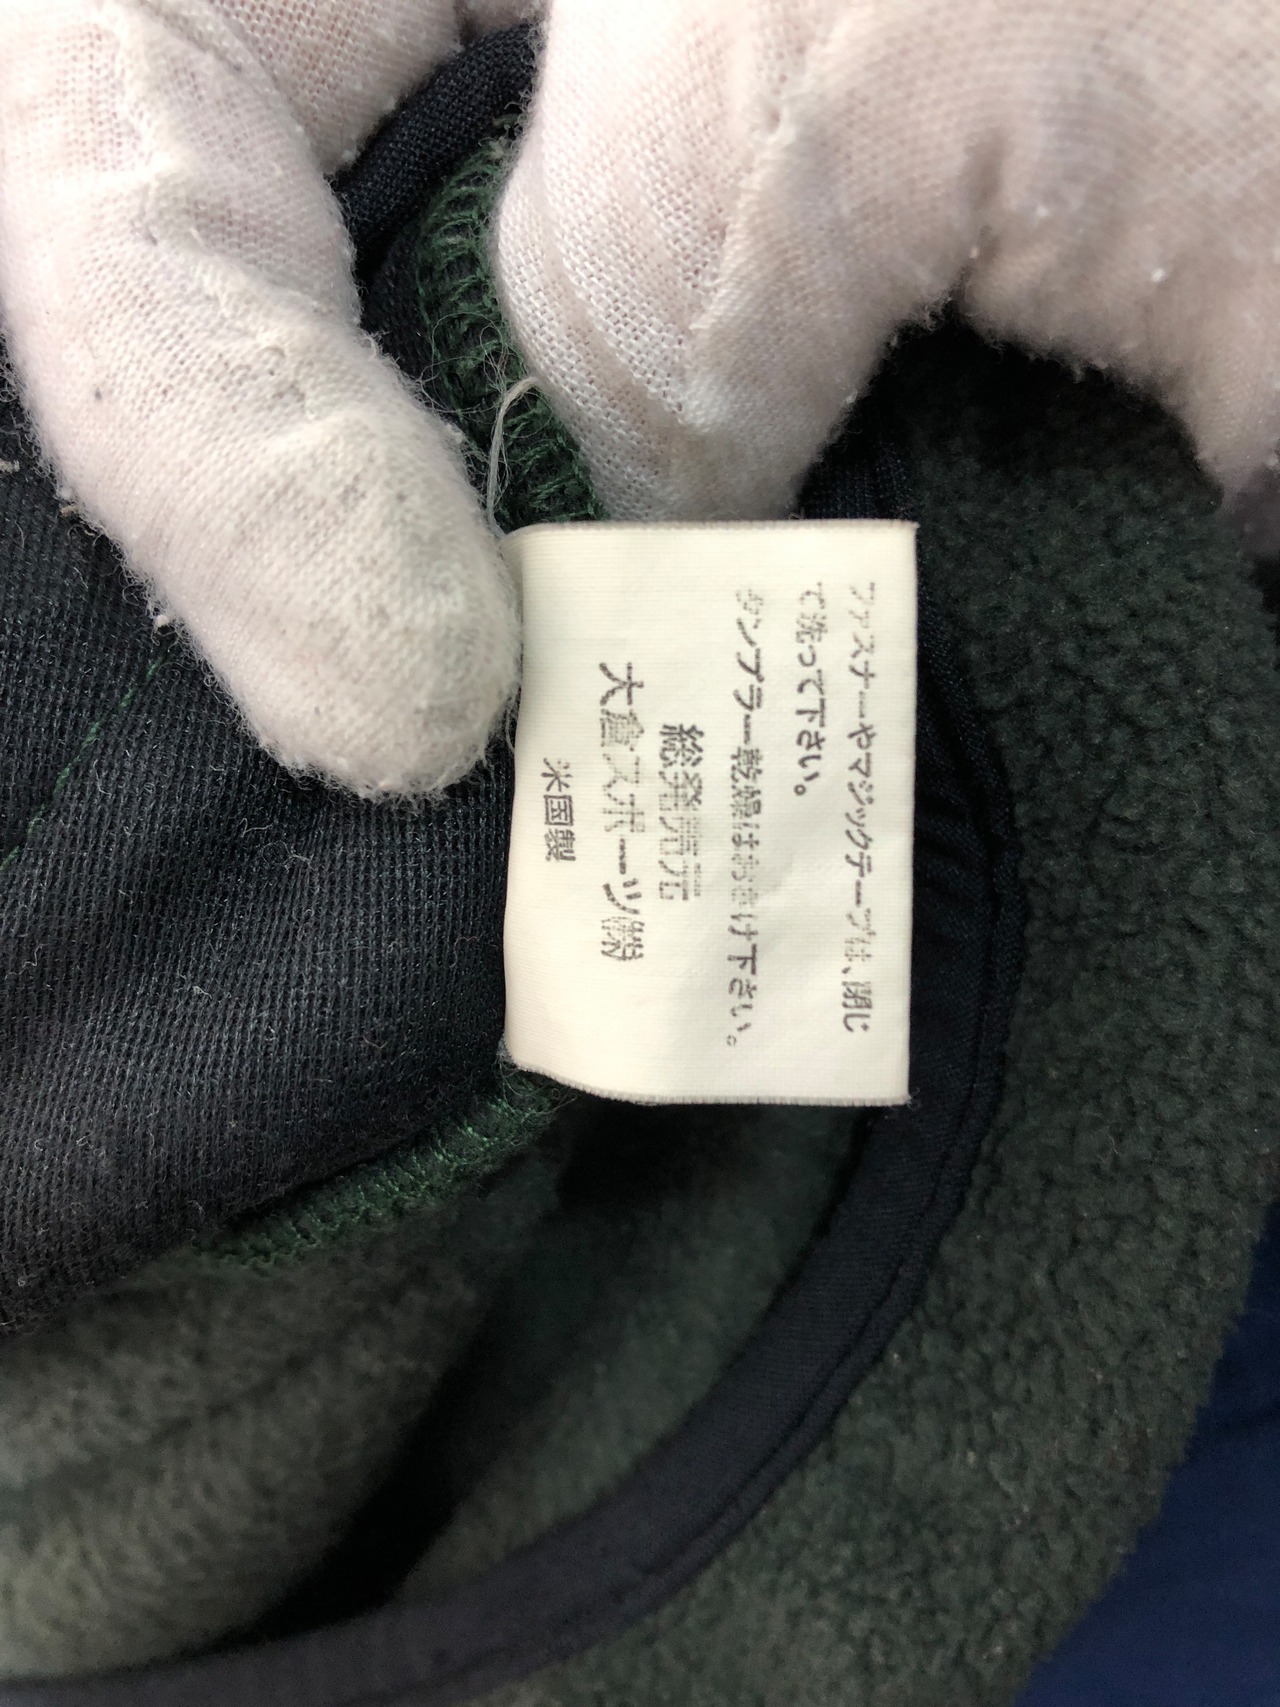 ファスナーやマジックテープは、閉じ
て洗って下さい。
タンブラー乾燥はおさけ下さい。
総発売元
大倉スポーツ㈱
米国製